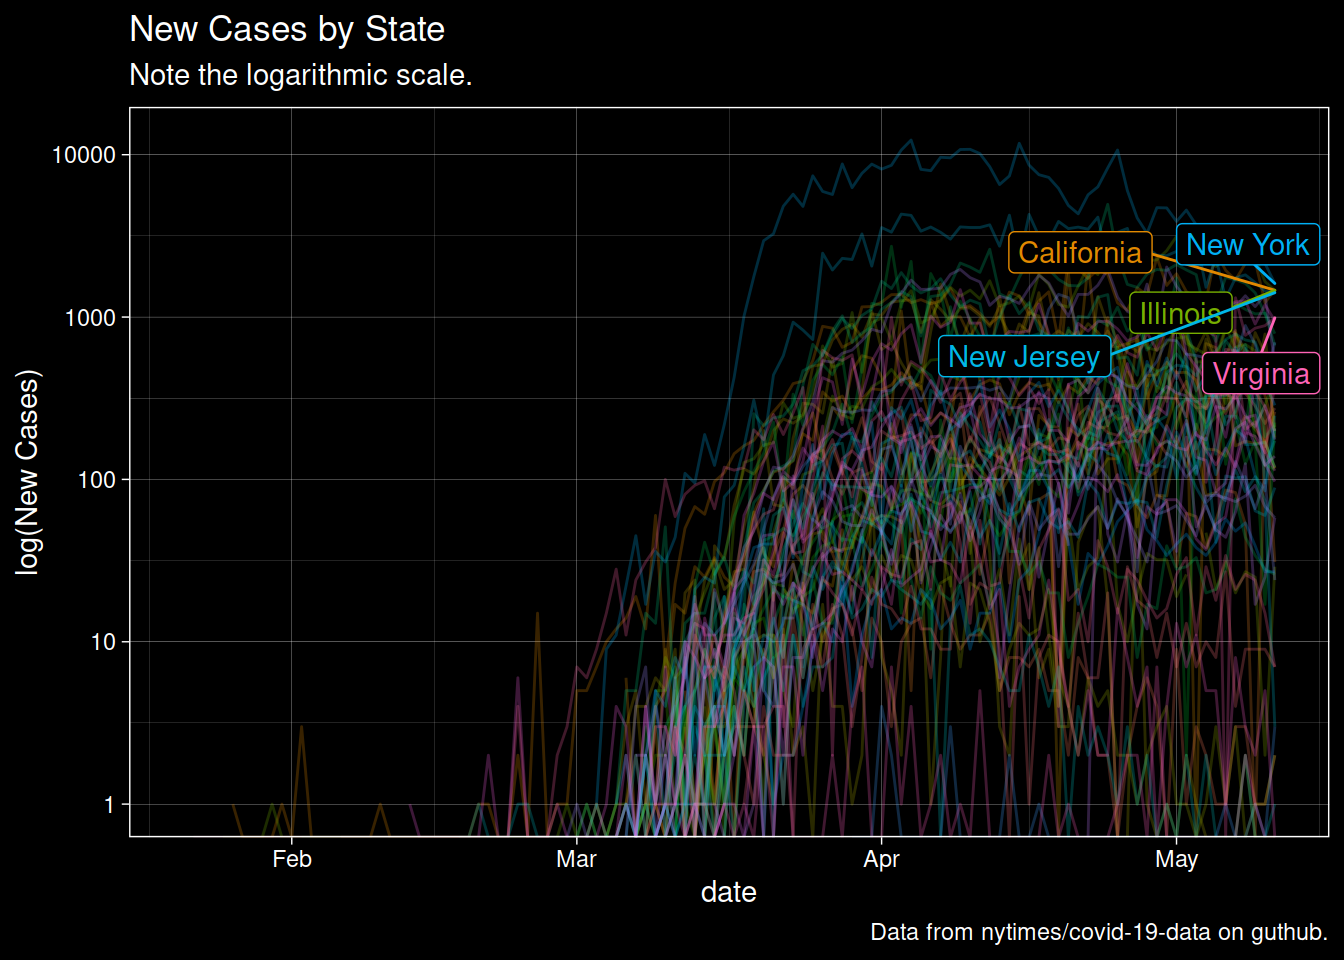 New Cases by State
Note the logarithmic scale.
10000
1000
100
10
1
log(New Cases)
California
New York
Illinois
New Jersey
Virginia
Feb
Mar
Apr
May
date
Data from nytimes/covid-19-data on guthub.